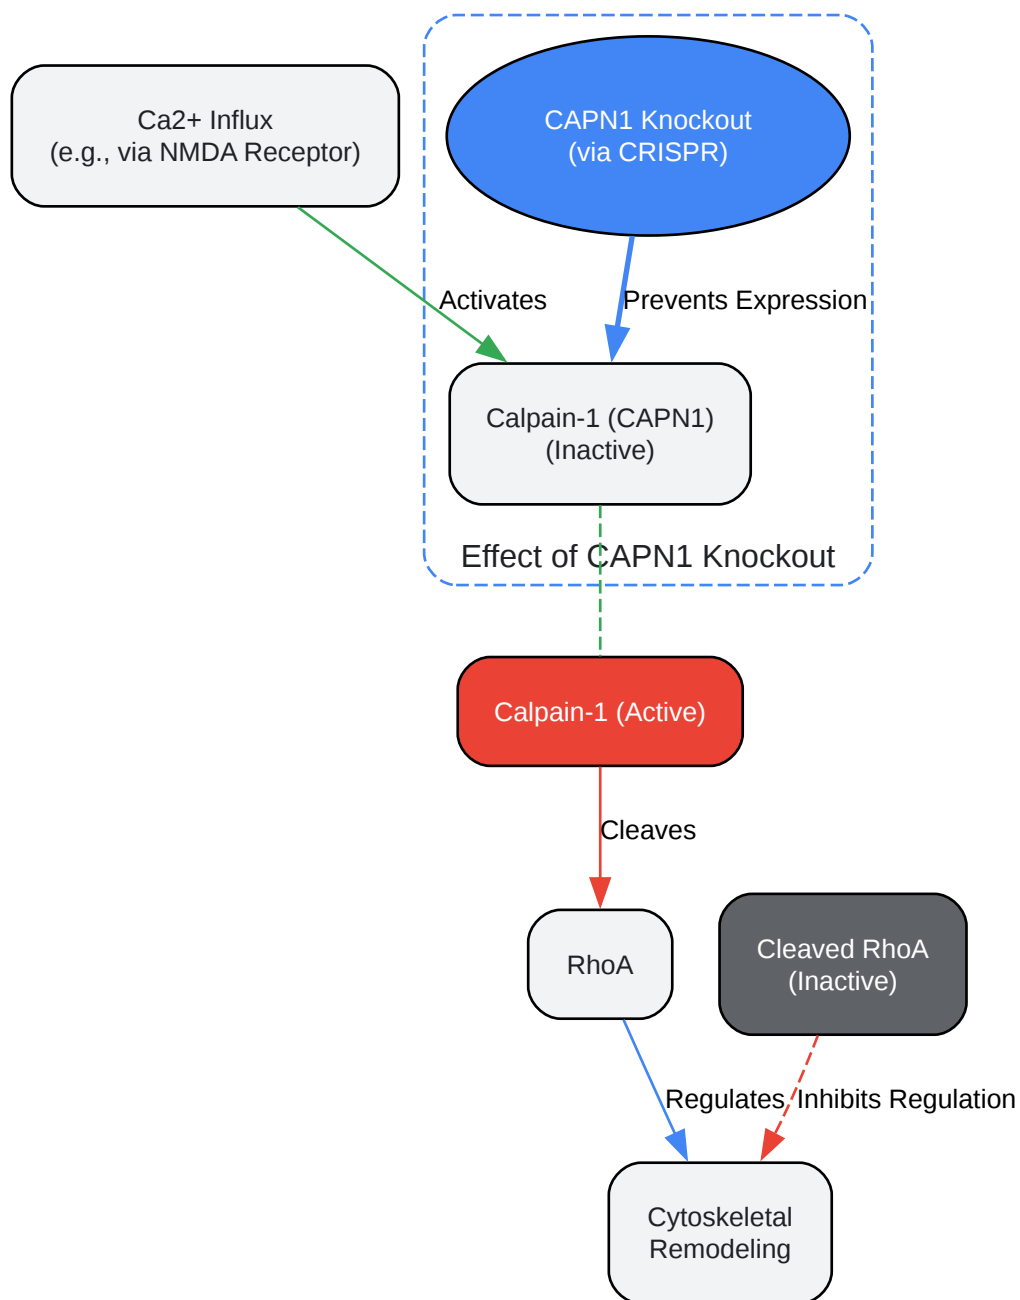 Ca2+ Influx
(e.g., via NMDA Receptor)
CAPN1 Knockout
(via CRISPR)
Activates
Prevents Expression
Calpain-1 (CAPN1)
(Inactive)
Effect of CAPN1 Knockout
Calpain-1 (Active)
Cleaves
RhoA
Cleaved RhoA
(Inactive)
Regulates
Inhibits Regulation
Cytoskeletal
Remodeling